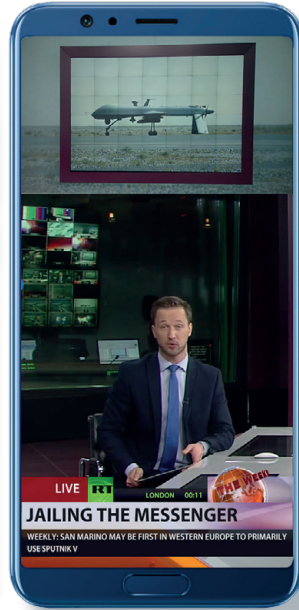 LIVE RT LONDON 00:11
THE WEEKLY
JAILING THE MESSENGER
WEEKLY: SAN MARINO MAY BE FIRST IN WESTERN EUROPE TO PRIMARILY
USE SPUTNIK V